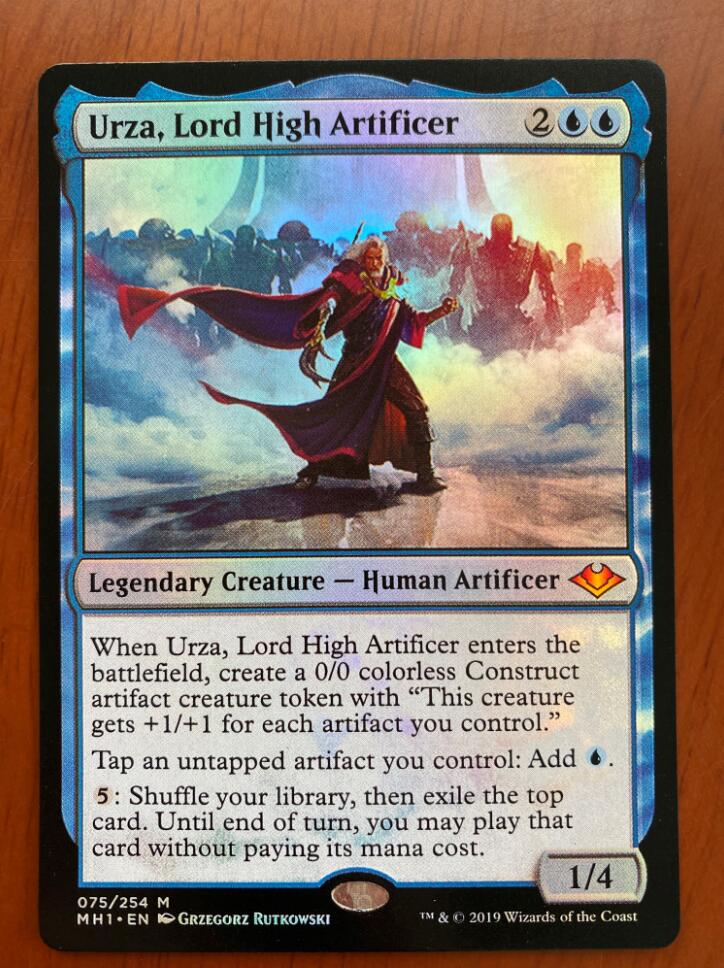 Urza, Lord High Artificer 2
Legendary Creature — Human Artificer
When Urza, Lord High Artificer enters the
battlefield, create a 0/0 colorless Construct
artifact creature token with “This creature
gets +1/+1 for each artifact you control.”
Tap an untapped artifact you control: Add .
5: Shuffle your library, then exile the top
card. Until end of turn, you may play that
card without paying its mana cost.
1/4
075/254 M
MH1•EN GRZEGORZ RUTKOWSKI ™ & © 2019 Wizards of the Coast